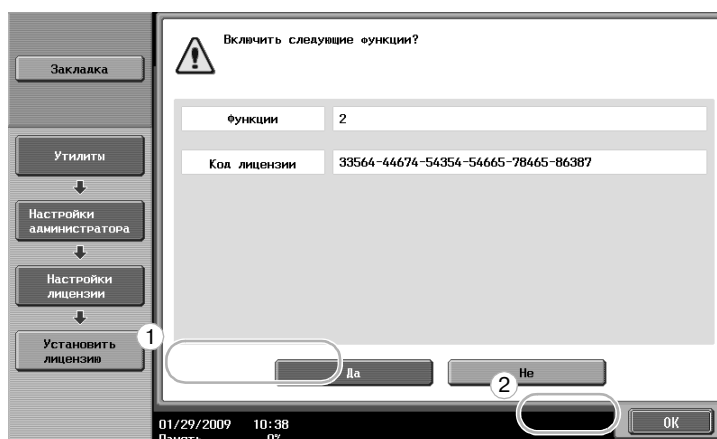 Включить следующие функции?
Закладка
Функции 2
Утилиты
Код лицензии 33564-44674-54354-54665-78465-86387
Настройки
администратора
Настройки
лицензии
Установить
лицензию
1
Да Не
2
01/29/2009 10:38
OK
Память 0%